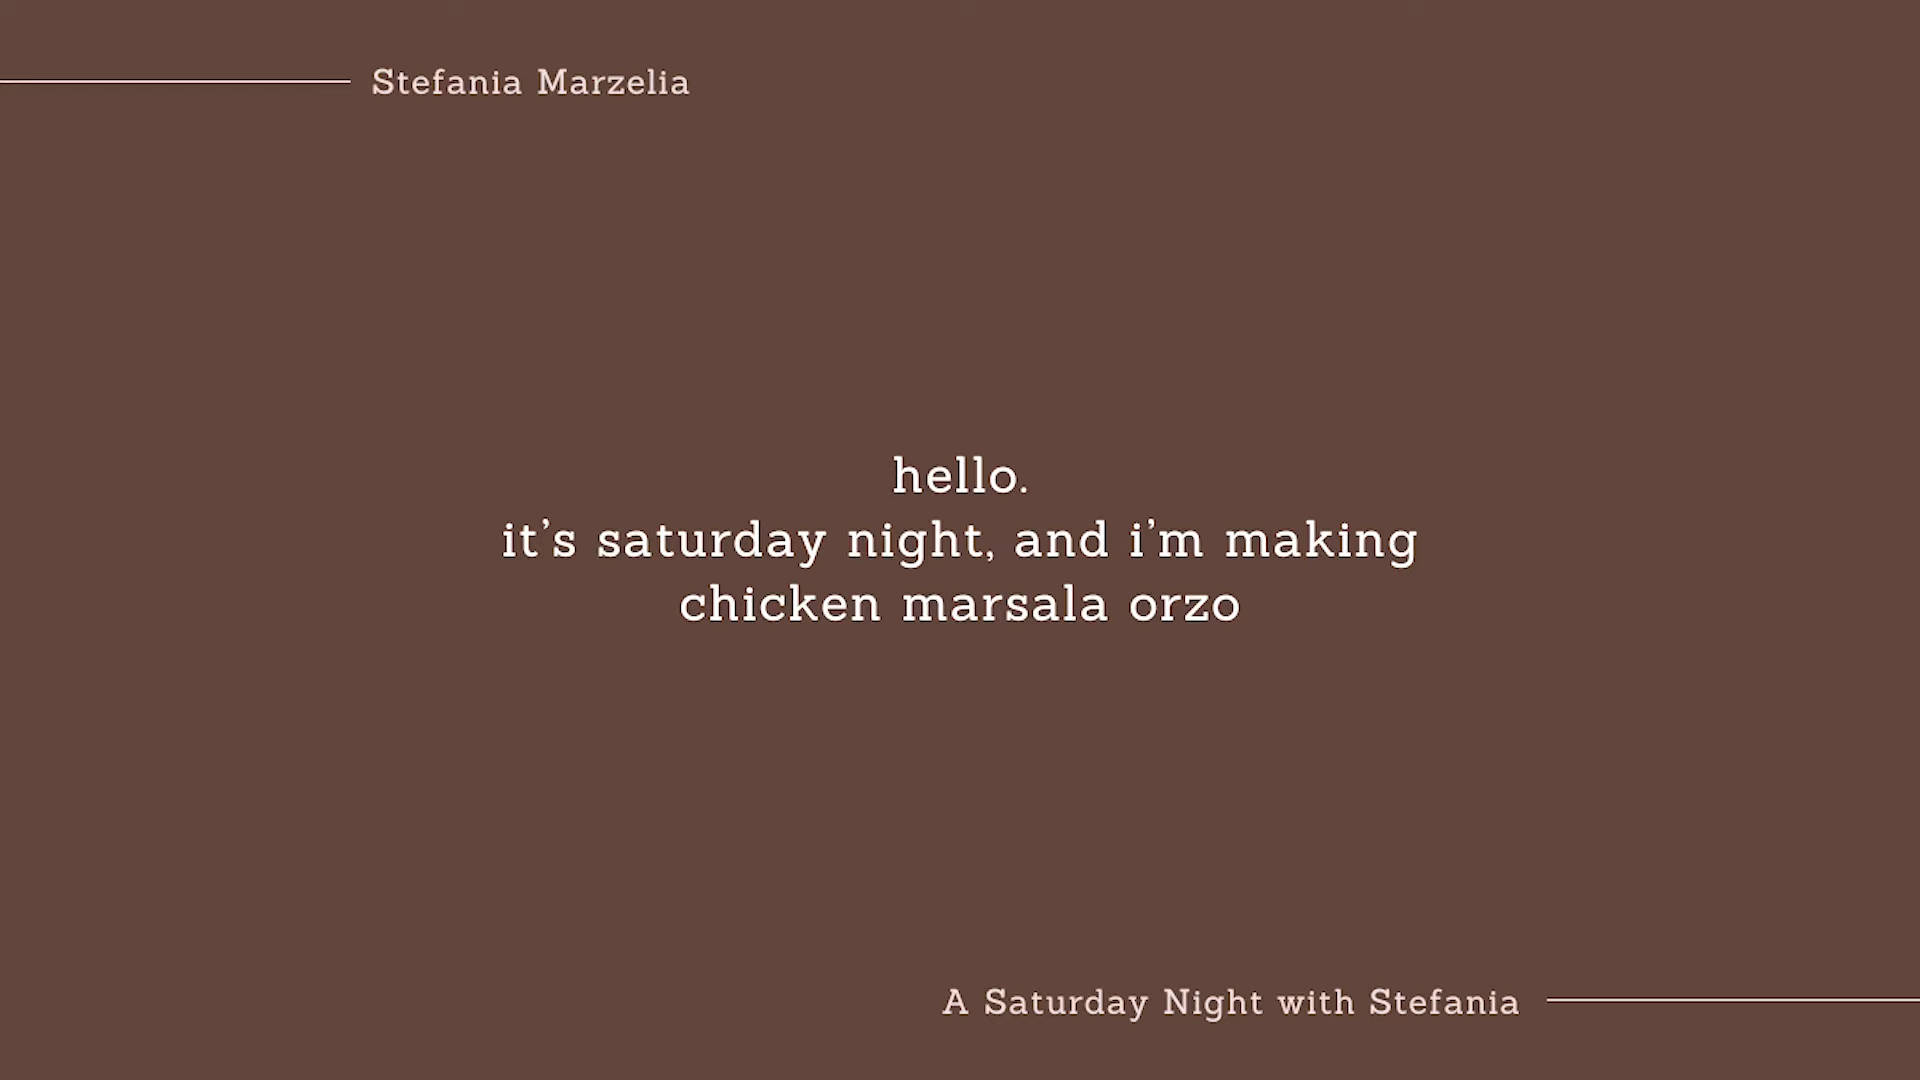 Stefania Marzelia
hello.
it’s saturday night, and i’m making
chicken marsala orzo
A Saturday Night with Stefania